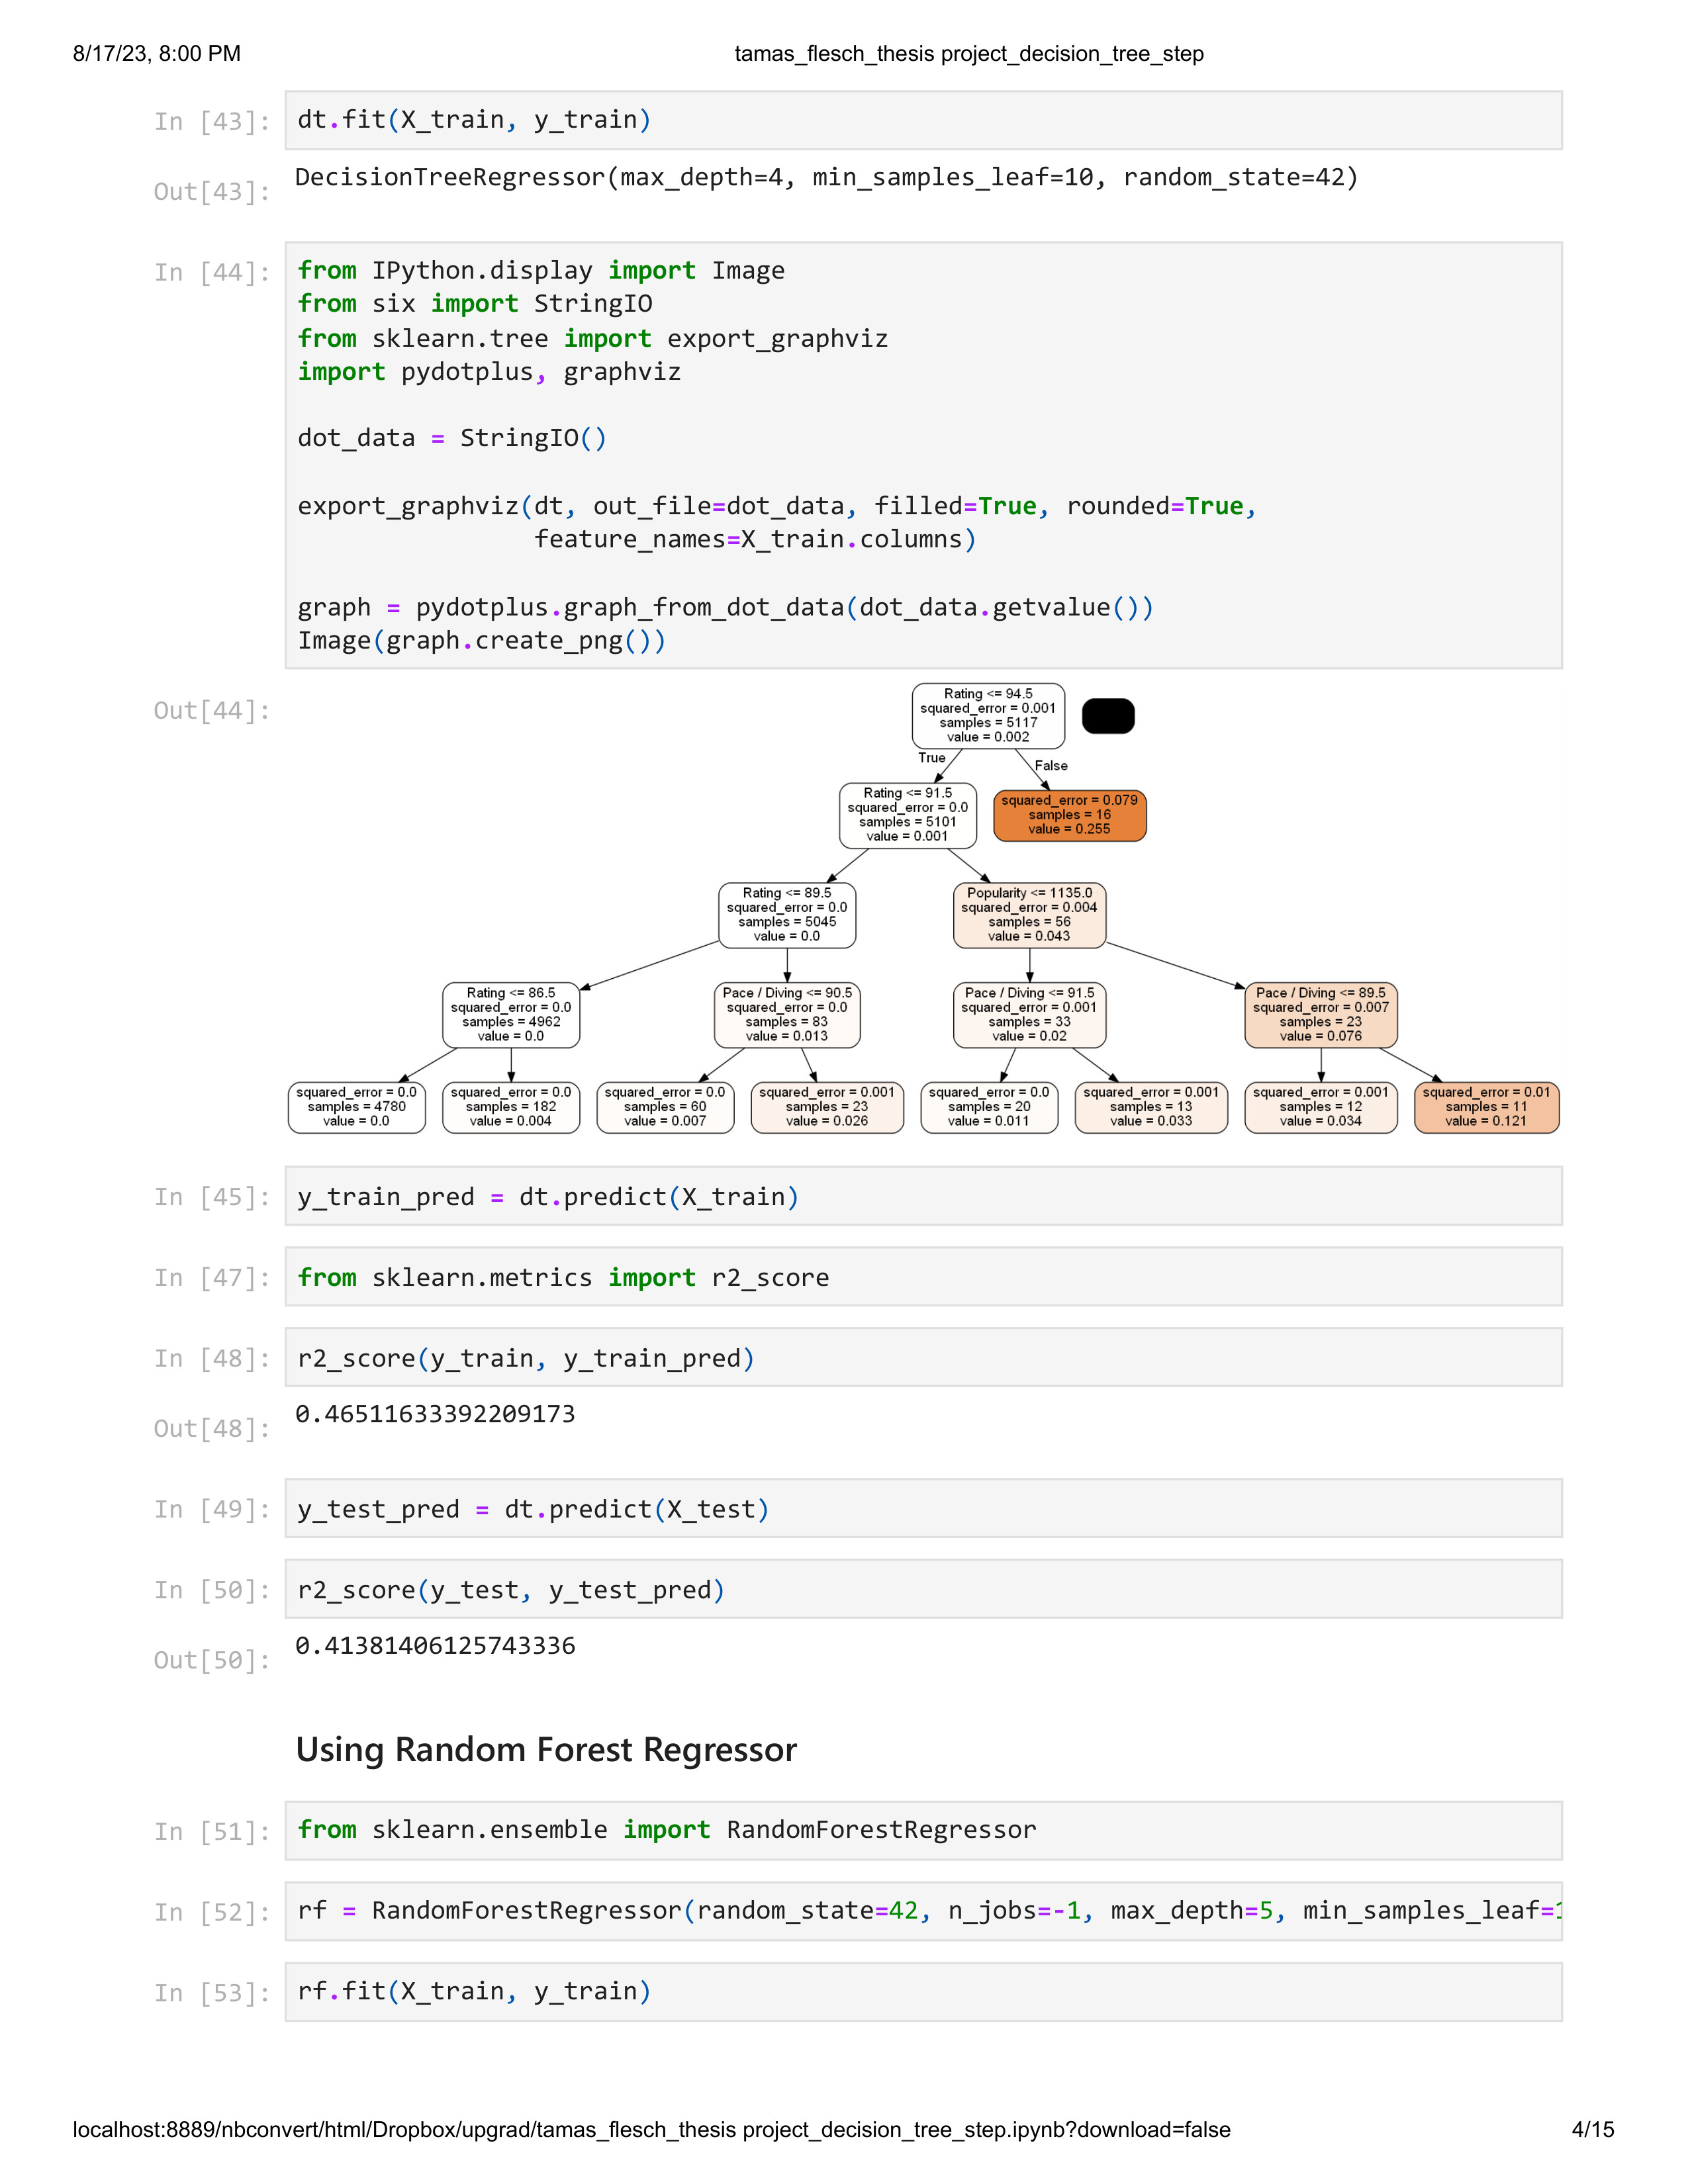 8/17/23, 8:00 PM tamas_flesch_thesis project_decision_tree_step
In [43]: dt.fit(X_train, y_train)
Out[43]: DecisionTreeRegressor(max_depth=4, min_samples_leaf=10, random_state=42)
In [44]: from IPython.display import Image
from six import StringIO
from sklearn.tree import export_graphviz
import pydotplus, graphviz
dot_data = StringIO()
export_graphviz(dt, out_file=dot_data, filled=True, rounded=True,
feature_names=X_train.columns)
graph = pydotplus.graph_from_dot_data(dot_data.getvalue())
Image(graph.create_png())
Out[44]:
Rating <= 94.5
squared_error = 0.001
samples = 5117
value = 0.002
True
False
Rating <= 91.5
squared_error = 0.0
samples = 5101
value = 0.001
squared_error = 0.079
samples = 16
value = 0.255
Rating <= 89.5
squared_error = 0.0
samples = 5045
value = 0.0
Popularity <= 1135.0
squared_error = 0.004
samples = 56
value = 0.043
Rating <= 86.5
squared_error = 0.0
samples = 4962
value = 0.0
Pace / Diving <= 90.5
squared_error = 0.0
samples = 83
value = 0.013
Pace / Diving <= 91.5
squared_error = 0.001
samples = 33
value = 0.02
Pace / Diving <= 89.5
squared_error = 0.007
samples = 23
value = 0.076
squared_error = 0.0
samples = 4780
value = 0.0
squared_error = 0.0
samples = 182
value = 0.004
squared_error = 0.0
samples = 60
value = 0.007
squared_error = 0.001
samples = 23
value = 0.026
squared_error = 0.0
samples = 20
value = 0.011
squared_error = 0.001
samples = 13
value = 0.033
squared_error = 0.001
samples = 12
value = 0.034
squared_error = 0.01
samples = 11
value = 0.121
In [45]: y_train_pred = dt.predict(X_train)
In [47]: from sklearn.metrics import r2_score
In [48]: r2_score(y_train, y_train_pred)
Out[48]: 0.46511633392209173
In [49]: y_test_pred = dt.predict(X_test)
In [50]: r2_score(y_test, y_test_pred)
Out[50]: 0.41381406125743336
Using Random Forest Regressor
In [51]: from sklearn.ensemble import RandomForestRegressor
In [52]: rf = RandomForestRegressor(random_state=42, n_jobs=-1, max_depth=5, min_samples_leaf=1
In [53]: rf.fit(X_train, y_train)
localhost:8889/nbconvert/html/Dropbox/upgrad/tamas_flesch_thesis project_decision_tree_step.ipynb?download=false 4/15